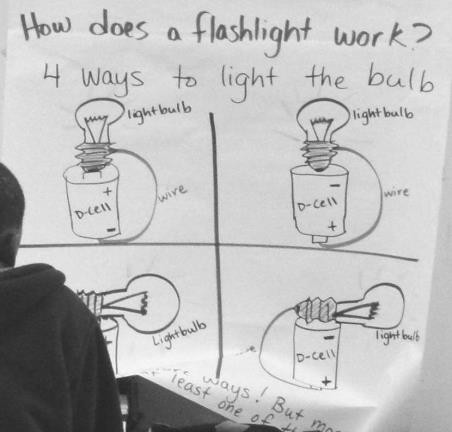 How does a flashlight work?
4 ways to light the bulb
lightbulb
+
D-cell
-
wire
lightbulb
-
D-cell
+
wire
Lightbulb
lightbulb
-
D-cell
+
ways! But
least one of